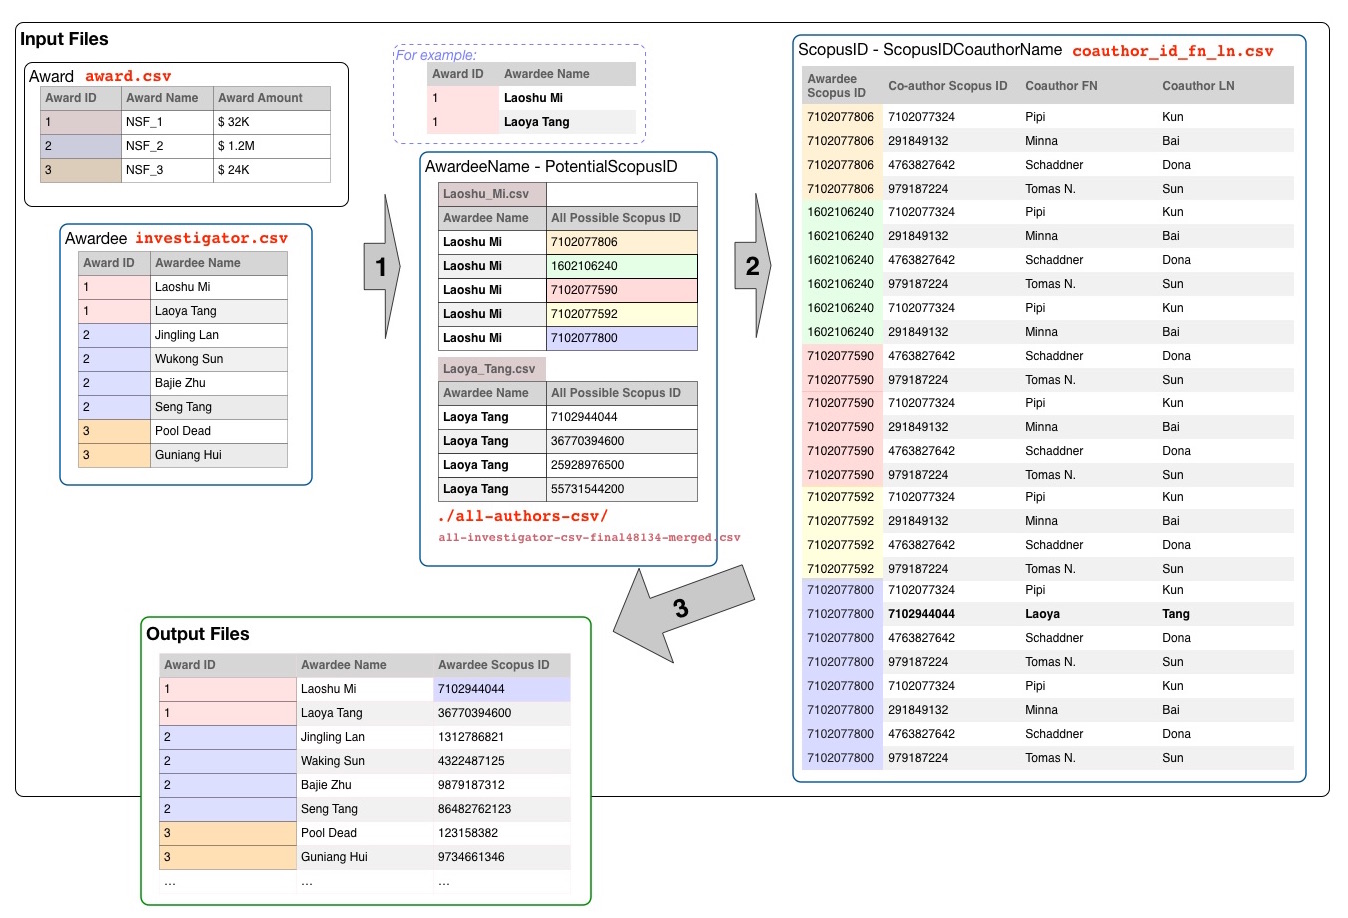 Input Files
Award award.csv
Award ID Award Name Award Amount
1 NSF_1 $ 32K
2 NSF_2 $ 1.2M
3 NSF_3 $ 24K
Awardee investigator.csv
Award ID Awardee Name
1 Laoshu Mi
1 Laoya Tang
2 Jingling Lan
2 Wukong Sun
2 Bajie Zhu
2 Seng Tang
3 Pool Dead
3 Guniang Hui
1
For example:
Award ID Awardee Name
1 Laoshu Mi
1 Laoya Tang
AwardeeName - PotentialScopusID
Laoshu_Mi.csv
Awardee Name All Possible Scopus ID
Laoshu Mi 7102077806
Laoshu Mi 1602106240
Laoshu Mi 7102077590
Laoshu Mi 7102077592
Laoshu Mi 7102077800
Laoya_Tang.csv
Awardee Name All Possible Scopus ID
Laoya Tang 7102944044
Laoya Tang 36770394600
Laoya Tang 25928976500
Laoya Tang 55731544200
./all-authors-csv/
all-investigator-csv-final48134-merged.csv
2
ScopusID - ScopusIDCoauthorName coauthor_id_fn_ln.csv
Awardee
Scopus ID Co-author Scopus ID Coauthor FN Coauthor LN
7102077806 7102077324 Pipi Kun
7102077806 291849132 Minna Bai
7102077806 4763827642 Schaddner Dona
7102077806 979187224 Tomas N. Sun
1602106240 7102077324 Pipi Kun
1602106240 291849132 Minna Bai
1602106240 4763827642 Schaddner Dona
1602106240 979187224 Tomas N. Sun
1602106240 7102077324 Pipi Kun
1602106240 291849132 Minna Bai
7102077590 4763827642 Schaddner Dona
7102077590 979187224 Tomas N. Sun
7102077590 7102077324 Pipi Kun
7102077590 291849132 Minna Bai
7102077590 4763827642 Schaddner Dona
7102077590 979187224 Tomas N. Sun
7102077592 7102077324 Pipi Kun
7102077592 291849132 Minna Bai
7102077592 4763827642 Schaddner Dona
7102077592 979187224 Tomas N. Sun
7102077800 7102077324 Pipi Kun
7102077800 7102944044 Laoya Tang
7102077800 4763827642 Schaddner Dona
7102077800 979187224 Tomas N. Sun
7102077800 7102077324 Pipi Kun
7102077800 291849132 Minna Bai
7102077800 4763827642 Schaddner Dona
7102077800 979187224 Tomas N. Sun
3
Output Files
Award ID Awardee Name Awardee Scopus ID
1 Laoshu Mi 7102944044
1 Laoya Tang 36770394600
2 Jingling Lan 1312786821
2 Waking Sun 4322487125
2 Bajie Zhu 9879187312
2 Seng Tang 86482762123
3 Pool Dead 123158382
3 Guniang Hui 9734661346
... ... ...